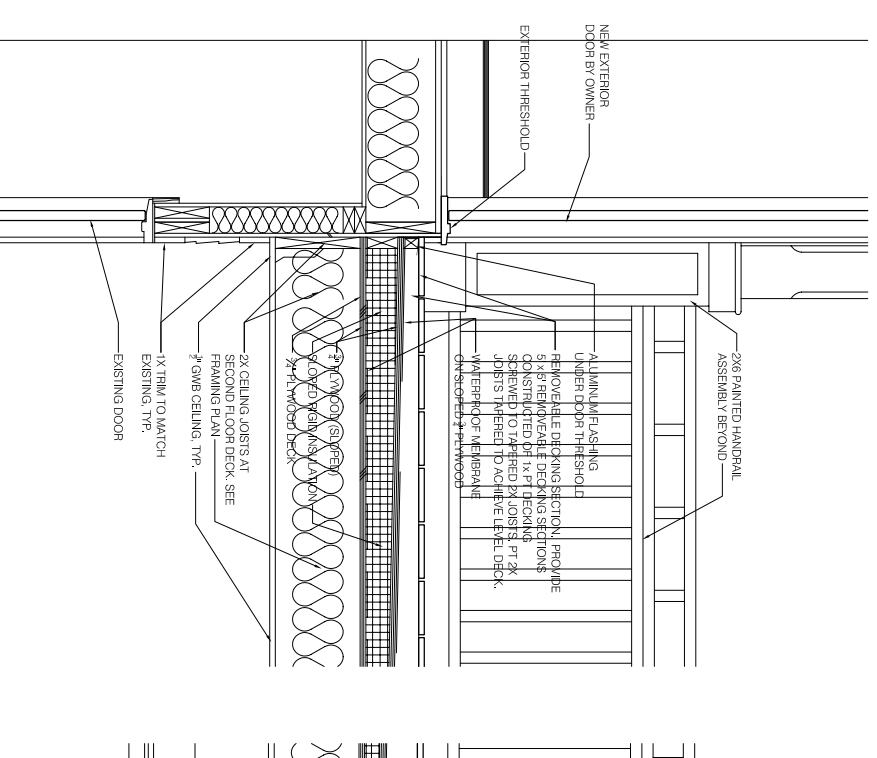 NEW EXTERIOR
DOOR BY OWNER
EXTERIOR THRESHOLD
2X6 PAINTED HANDRAIL
ASSEMBLY BEYOND
ALUMINUM FLASHING
UNDER DOOR THRESHOLD
REMOVEABLE DECKING SECTION, PROVIDE
5 x 5' REMOVEABLE DECKING SECTIONS
CONSTRUCTED OF 1x PT DECKING
SCREWED TO TAPERED 2X JOISTS. PT 2X
JOISTS TAPERED TO ACHIEVE LEVEL DECK.
WATERPROOF MEMBRANE
ON SLOPED 3/4" PLYWOOD
3/4" PLYWOOD (SLOPED)
SLOPED RIGID INSULATION
3/4" PLYWOOD DECK
2X CEILING JOISTS AT
SECOND FLOOR DECK. SEE
FRAMING PLAN
1/2" GWB CEILING, TYP.
1X TRIM TO MATCH
EXISTING, TYP.
EXISTING DOOR